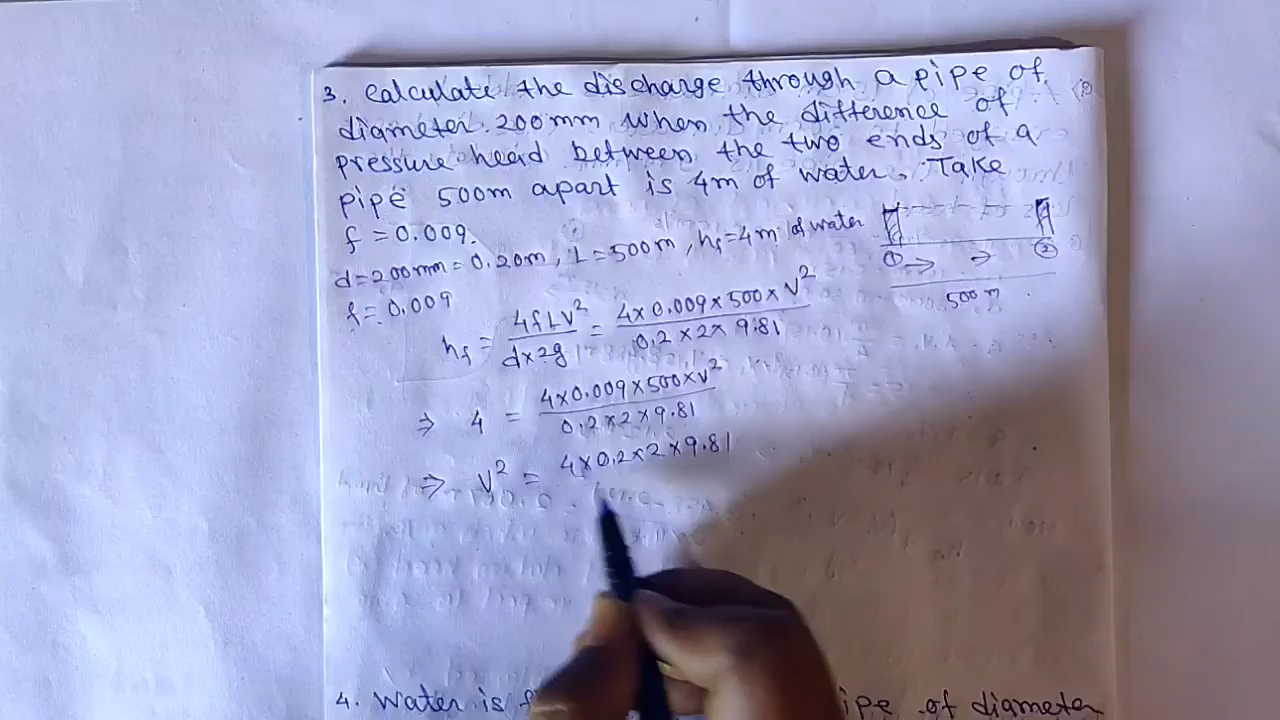 3. Calculate the discharge through a pipe of
diameter 200mm when the difference of
pressure head between the two ends of a
pipe 500m apart is 4m of water. Take
f = 0.009.
d = 200mm = 0.20m, L = 500m, hf = 4m of water
f = 0.009
① → → ②
500 m
hf = 4fLV² / d×2g = 4×0.009×500×V² / 0.2×2×9.81
⇒ 4 = 4×0.009×500×V² / 0.2×2×9.81
⇒ V² = 4×0.2×2×9.81
4. Water is ipe of diameter